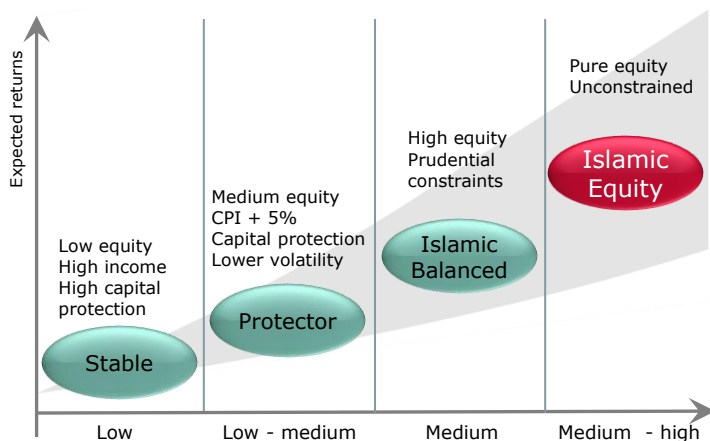 Expected returns
Pure equity
Unconstrained
High equity
Prudential
constraints
Islamic
Equity
Medium equity
CPI + 5%
Capital protection
Lower volatility
Islamic
Balanced
Low equity
High income
High capital
protection
Protector
Stable
Low
Low - medium
Medium
Medium - high